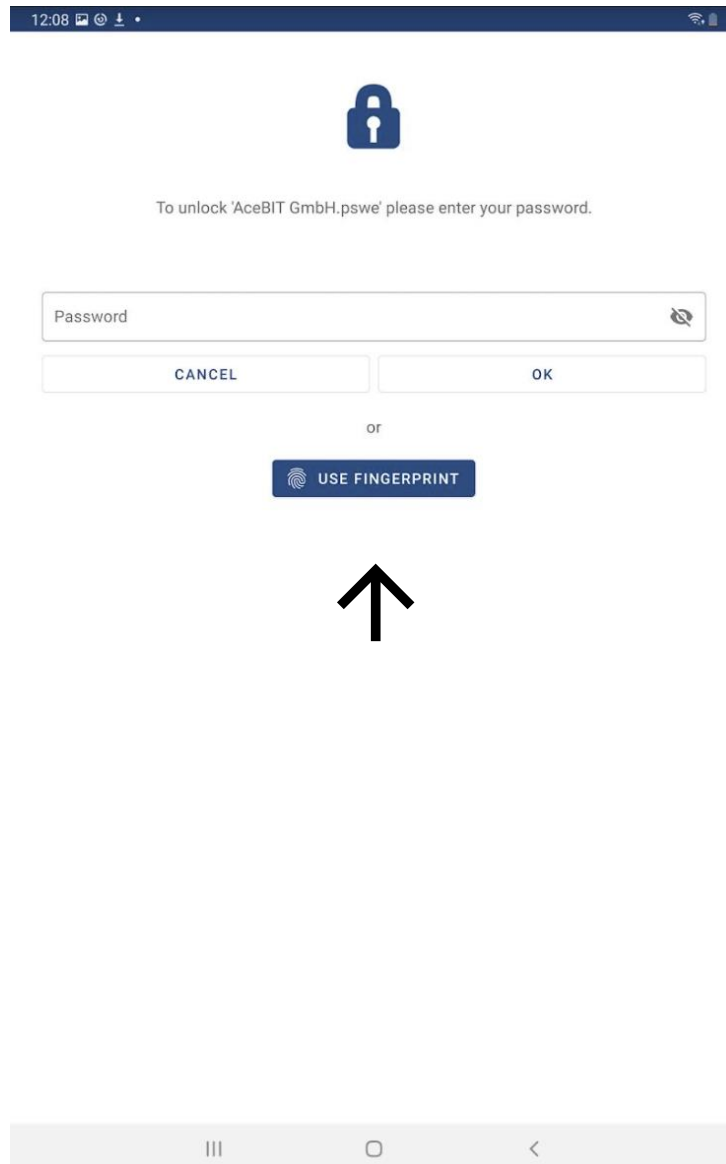 12:08
To unlock 'AceBIT GmbH.pswe' please enter your password.
Password
CANCEL
OK
or
USE FINGERPRINT